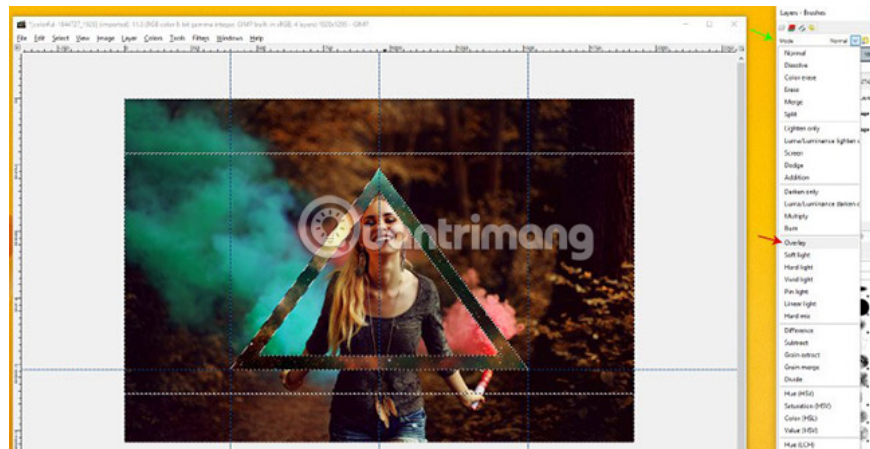 Layers - Brushes
File Edit Select View Image Layer Colors Tools Filters Windows Help
Mode Normal
Normal
Dissolve
Color erase
Erase
Merge
Split
Lighten only
Luma/Luminance lighten
Screen
Dodge
Addition
Darken only
Luma/Luminance darken
Multiply
Burn
Overlay
Soft light
Hard light
Vivid light
Pin light
Linear light
Hard mix
Difference
Subtract
Grain extract
Grain merge
Divide
Hue (HSV)
Saturation (HSV)
Color (HSL)
Value (HSV)
Hue (LCH)
uantrimang